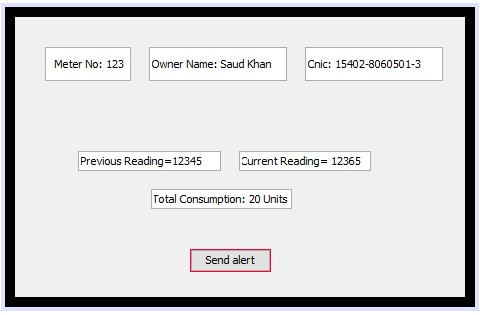 Meter No: 123
Owner Name: Saud Khan
Cnic: 15402-8060501-3
Previous Reading=12345
Current Reading= 12365
Total Consumption: 20 Units
Send alert